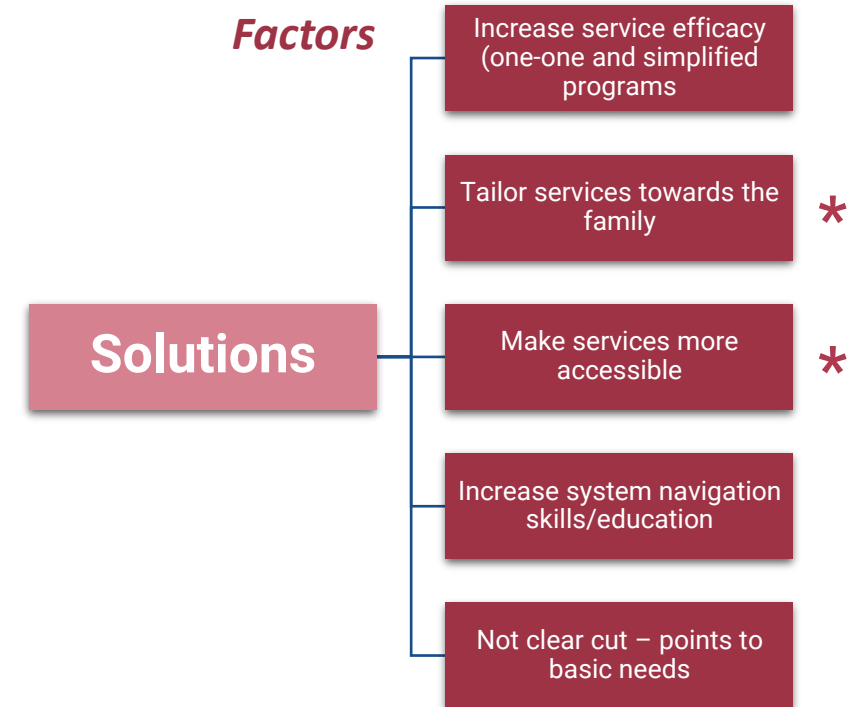 Factors
Increase service efficacy
(one-one and simplified
programs
Tailor services towards the
family
*
Solutions
Make services more
accessible
*
Increase system navigation
skills/education
Not clear cut – points to
basic needs